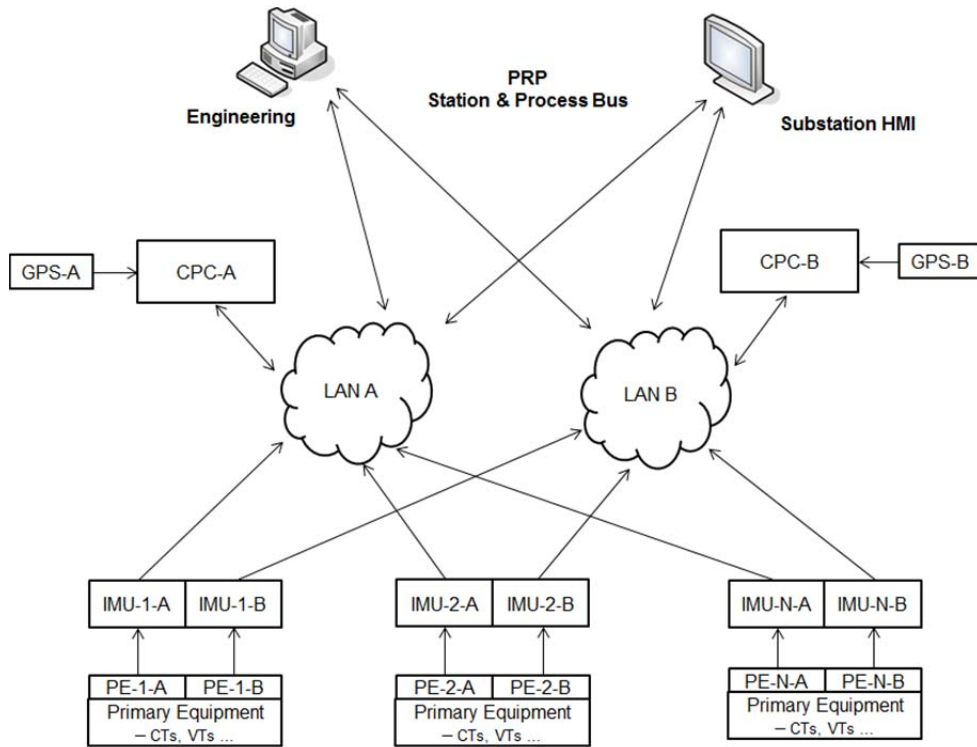 PRP
Station & Process Bus
Engineering
Substation HMI
GPS-A
CPC-A
CPC-B
GPS-B
LAN A
LAN B
IMU-1-A
IMU-1-B
IMU-2-A
IMU-2-B
IMU-N-A
IMU-N-B
PE-1-A
PE-1-B
Primary Equipment
– CTs, VTs ...
PE-2-A
PE-2-B
Primary Equipment
– CTs, VTs ...
PE-N-A
PE-N-B
Primary Equipment
– CTs, VTs ...